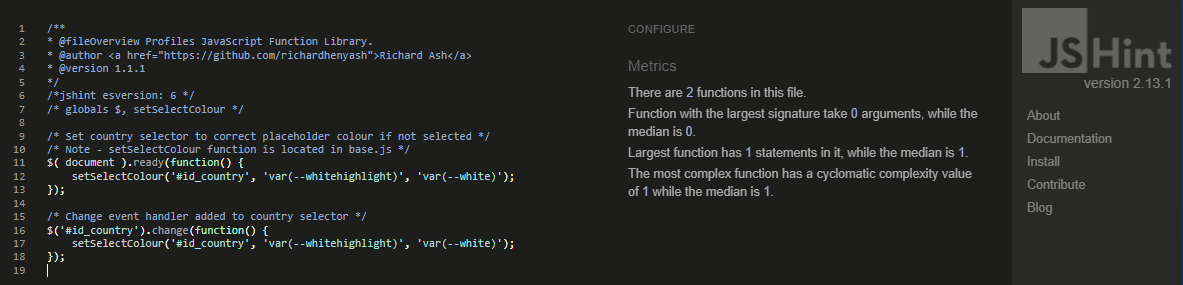 1 /**
2 * @fileOverview Profiles JavaScript Function Library.
3 * @author <a href="https://github.com/richardhenyash">Richard Ash</a>
4 * @version 1.1.1
5 */
6 /*jshint esversion: 6 */
7 /* globals $, setSelectColour */
8
9 /* Set country selector to correct placeholder colour if not selected */
10 /* Note - setSelectColour function is located in base.js */
11 $( document ).ready(function() {
12 setSelectColour('#id_country', 'var(--whitehighlight)', 'var(--white)');
13 });
14
15 /* Change event handler added to country selector */
16 $('#id_country').change(function() {
17 setSelectColour('#id_country', 'var(--whitehighlight)', 'var(--white)');
18 });
19
CONFIGURE
Metrics
There are 2 functions in this file.
Function with the largest signature take 0 arguments, while the
median is 0.
Largest function has 1 statements in it, while the median is 1.
The most complex function has a cyclomatic complexity value
of 1 while the median is 1.
JSHint
version 2.13.1
About
Documentation
Install
Contribute
Blog